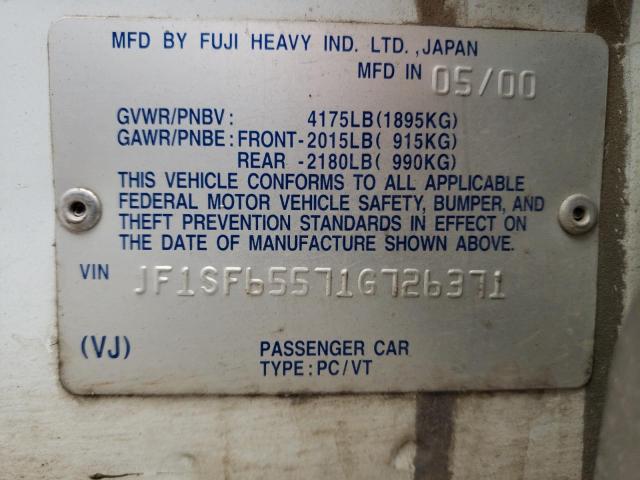 MFD BY FUJI HEAVY IND. LTD., JAPAN
MFD IN 05/00
GVWR/PNBV: 4175LB(1895KG)
GAWR/PNBE: FRONT-2015LB( 915KG)
REAR -2180LB( 990KG)
THIS VEHICLE CONFORMS TO ALL APPLICABLE
FEDERAL MOTOR VEHICLE SAFETY, BUMPER, AND
THEFT PREVENTION STANDARDS IN EFFECT ON
THE DATE OF MANUFACTURE SHOWN ABOVE.
VIN JF1SF65571G726371
(VJ) PASSENGER CAR
TYPE:PC/VT